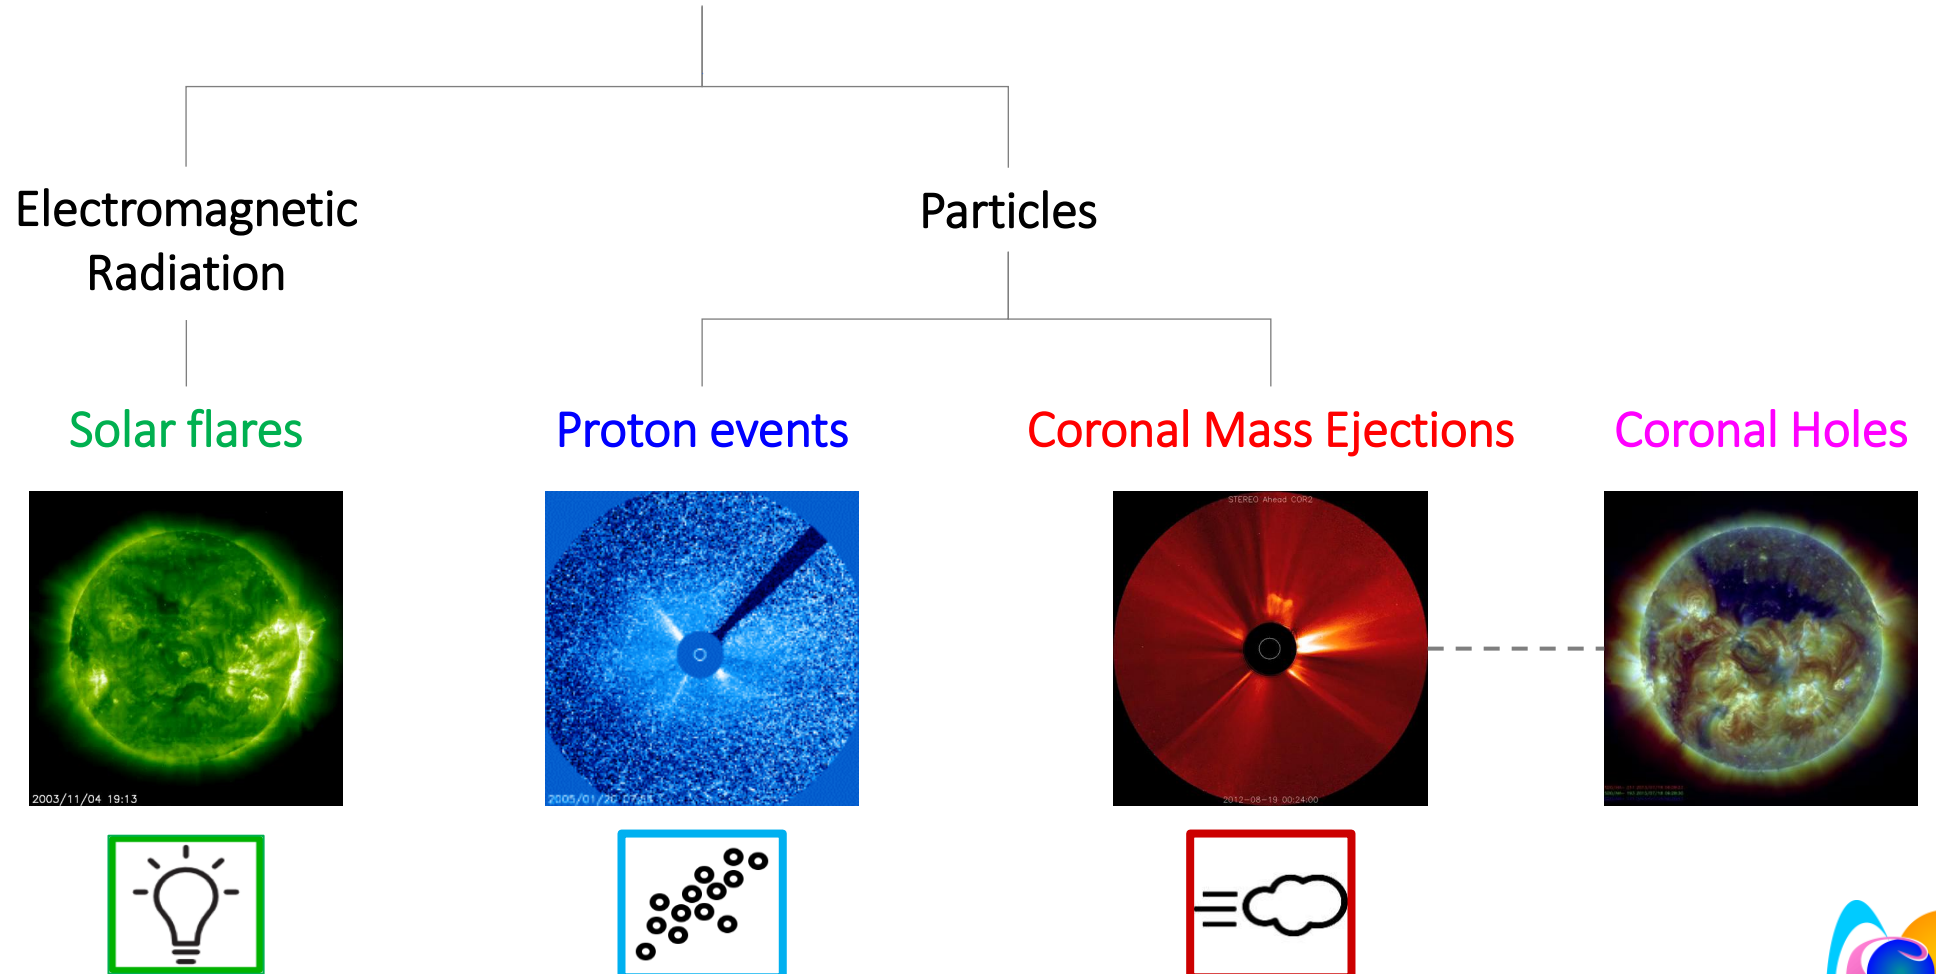 Electromagnetic
Radiation
Particles
Solar flares
Proton events
Coronal Mass Ejections
Coronal Holes
2003/11/04 19:13
STEREO Ahead COR2
2012-08-19 00:24:00